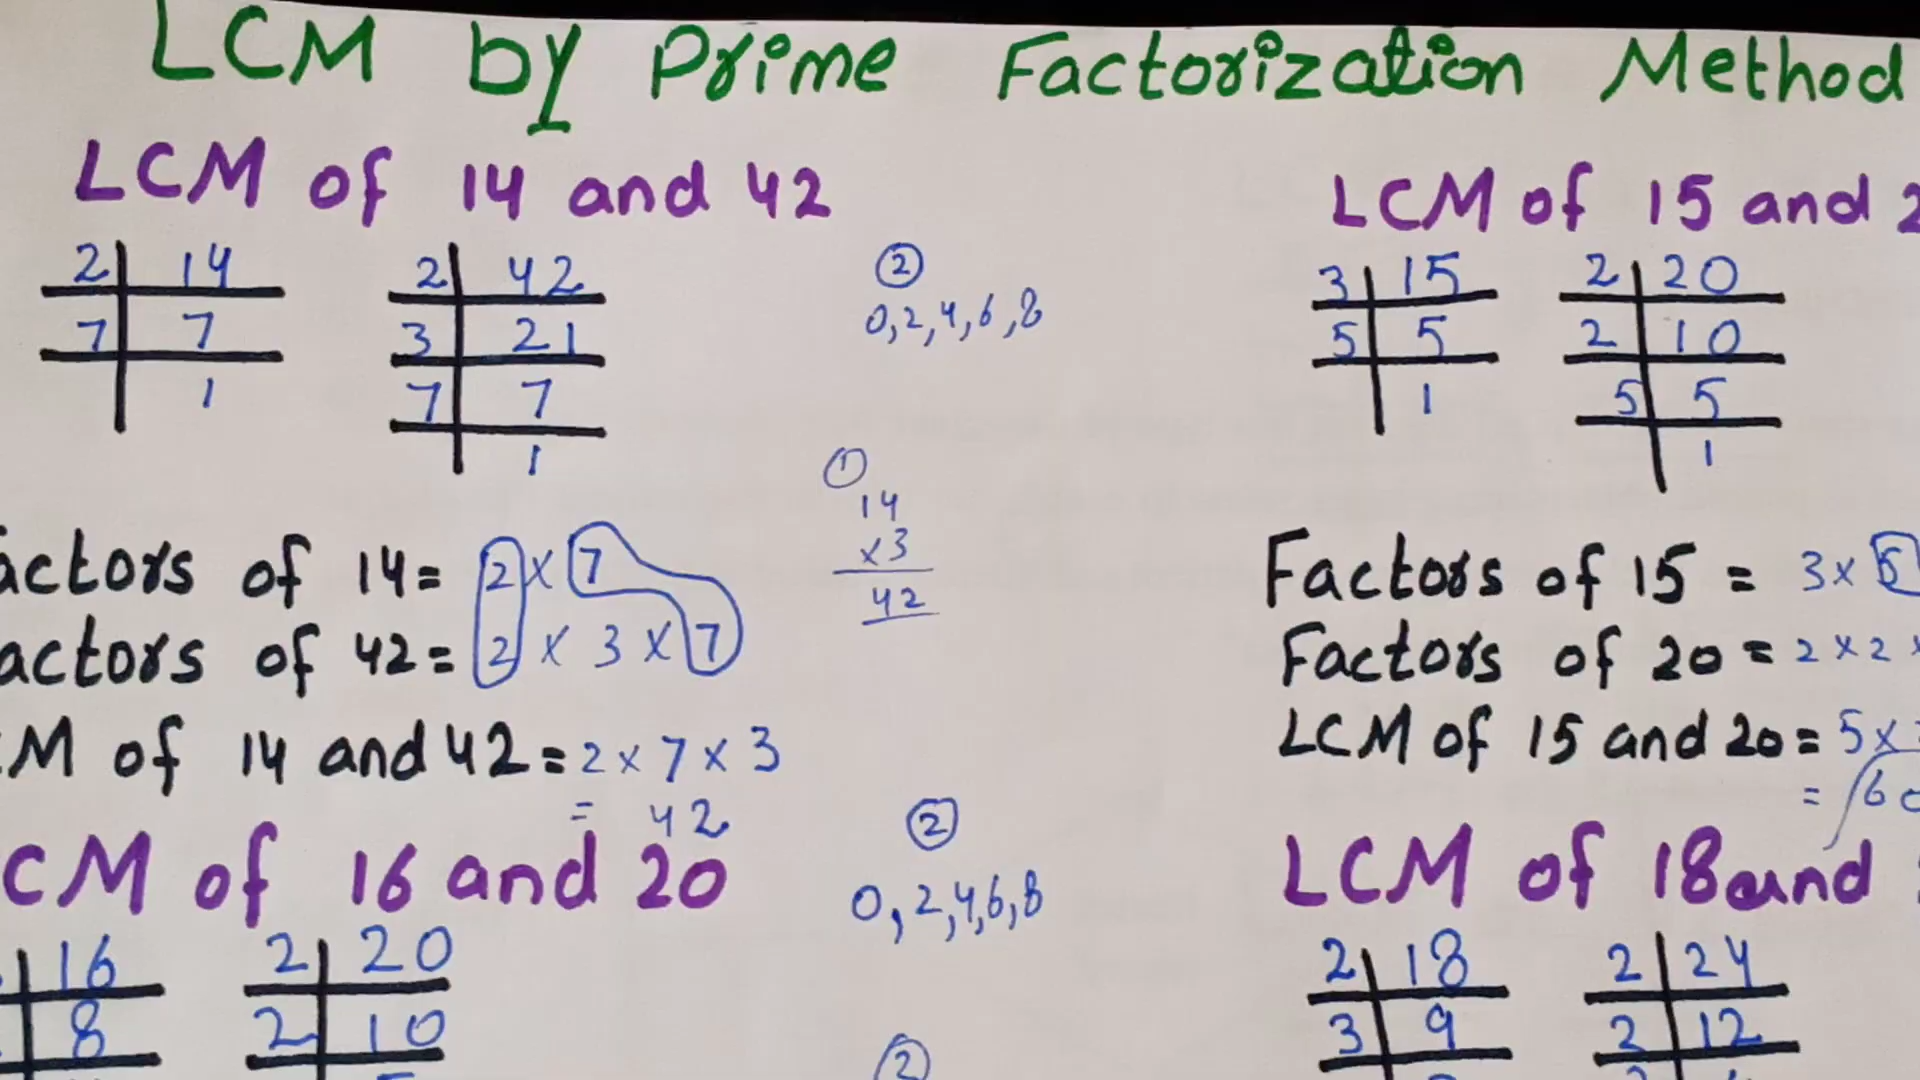 LCM by Prime Factorization Method
LCM of 14 and 42
2 14
7 7
1
2 42
3 21
7 7
1
2
0,2,4,6,8
1
14
x3
42
actors of 14 = 2 x 7
actors of 42 = 2 x 3 x 7
M of 14 and 42 = 2 x 7 x 3
= 42
LCM of 15 and 2
3 15
5 5
1
2 20
2 10
5 5
1
Factors of 15 = 3 x 5
Factors of 20 = 2 x 2 x
LCM of 15 and 20 = 5 x
= 60
CM of 16 and 20
16
8
2 20
2 10
2
0,2,4,6,8
2
LCM of 18 and
2 18
3 9
2 24
2 12